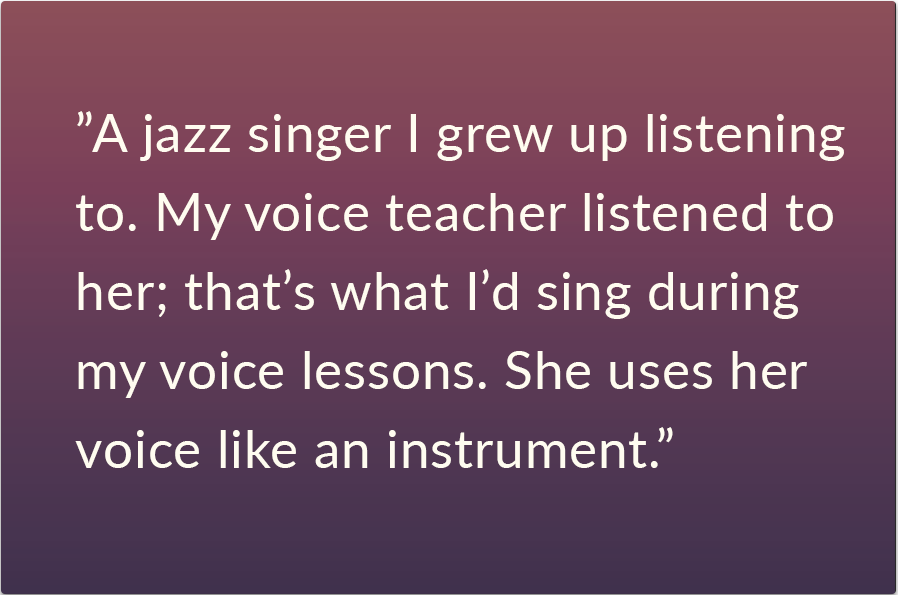 ”A jazz singer I grew up listening
to. My voice teacher listened to
her; that’s what I’d sing during
my voice lessons. She uses her
voice like an instrument.”